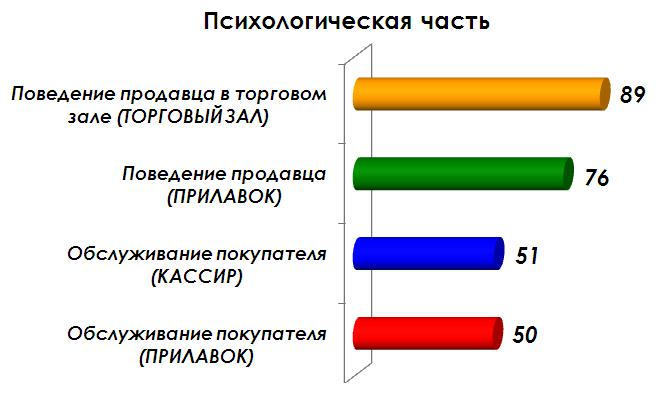 Психологическая часть
Поведение продавца в торговом
зале (ТОРГОВЫЙ ЗАЛ)
89
Поведение продавца
(ПРИЛАВОК)
76
Обслуживание покупателя
(КАССИР)
51
Обслуживание покупателя
(ПРИЛАВОК)
50